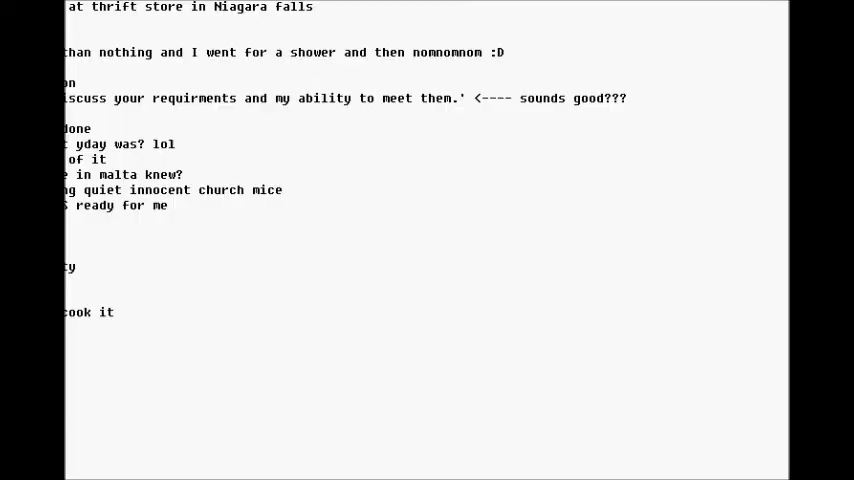 at thrift store in Niagara falls
than nothing and I went for a shower and then nomnomnom :D
on
iscuss your requirments and my ability to meet them.' <---- sounds good???
done
t yday was? lol
of it
e in malta knew?
ng quiet innocent church mice
S ready for me
ty
cook it